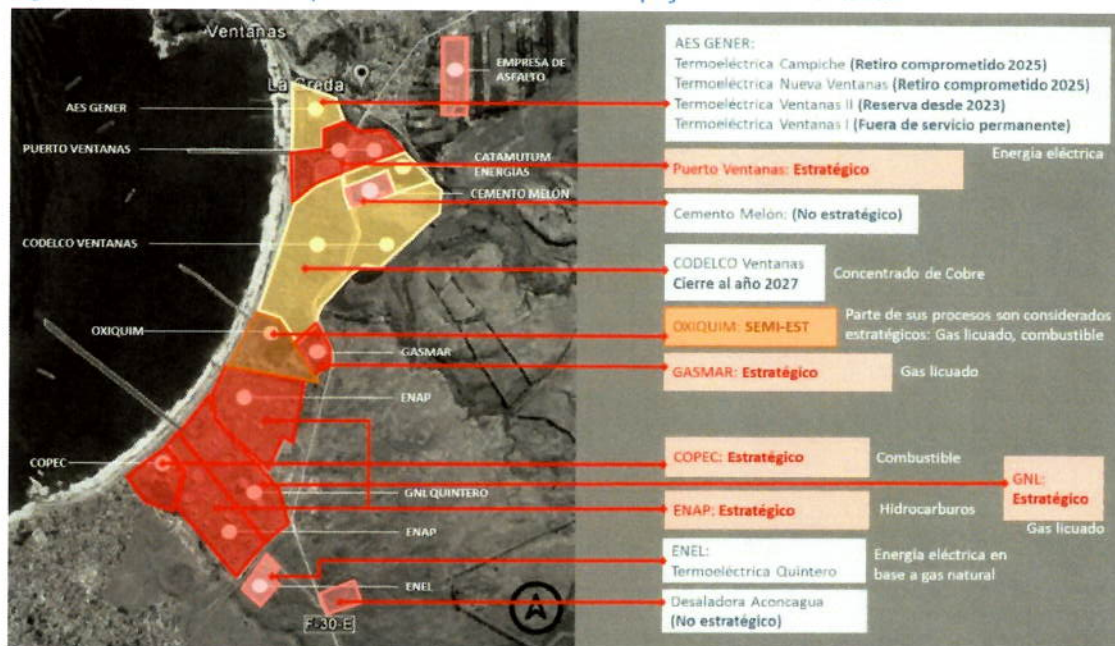 Ventanas
La Greda
EMPRESA DE
ASFALTO
AES GENER
PUERTO VENTANAS
CATAMUTUM
ENERGÍAS
CEMENTO MELÓN
CODELCO VENTANAS
OXIQUIM
GASMAR
ENAP
COPEC
GNLQUINTERO
ENAP
ENEL
F-30-E
AES GENER:
Termoeléctrica Campiche (Retiro comprometido 2025)
Termoeléctrica Nueva Ventanas (Retiro comprometido 2025)
Termoeléctrica Ventanas II (Reserva desde 2023)
Termoeléctrica Ventanas I (Fuera de servicio permanente)
Energía eléctrica
Puerto Ventanas: Estratégico
Cemento Melón: (No estratégico)
CODELCO Ventanas
Cierre al año 2027
Concentrado de Cobre
OXIQUIM: SEMI-EST
Parte de sus procesos son considerados
estratégicos: Gas licuado, combustible
GASMAR: Estratégico
Gas licuado
COPEC: Estratégico
Combustible
GNL:
Estratégico
Gas licuado
ENAP: Estratégico
Hidrocarburos
ENEL:
Termoeléctrica Quintero
Energía eléctrica en
base a gas natural
Desaladora Aconcagua
(No estratégico)